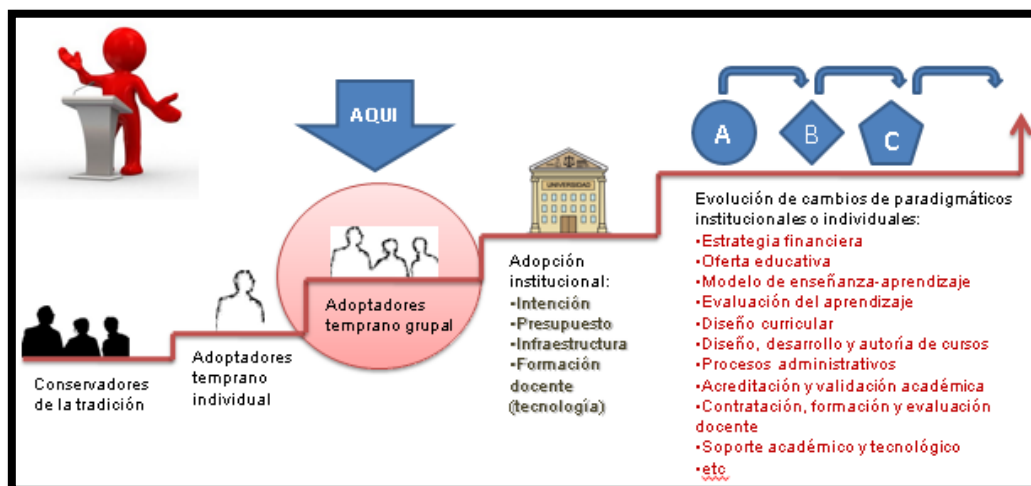 AQUI
A
B
C
UNIVERSIDAD
Conservadores
de la tradición
Adoptadores
temprano
individual
Adoptadores
temprano grupal
Adopción
institucional:
•Intención
•Presupuesto
•Infraestructura
•Formación
docente
(tecnología)
Evolución de cambios de paradigmáticos
institucionales o individuales:
•Estrategia financiera
•Oferta educativa
•Modelo de enseñanza-aprendizaje
•Evaluación del aprendizaje
•Diseño curricular
•Diseño, desarrollo y autoría de cursos
•Procesos administrativos
•Acreditación y validación académica
•Contratación, formación y evaluación
docente
•Soporte académico y tecnológico
•etc